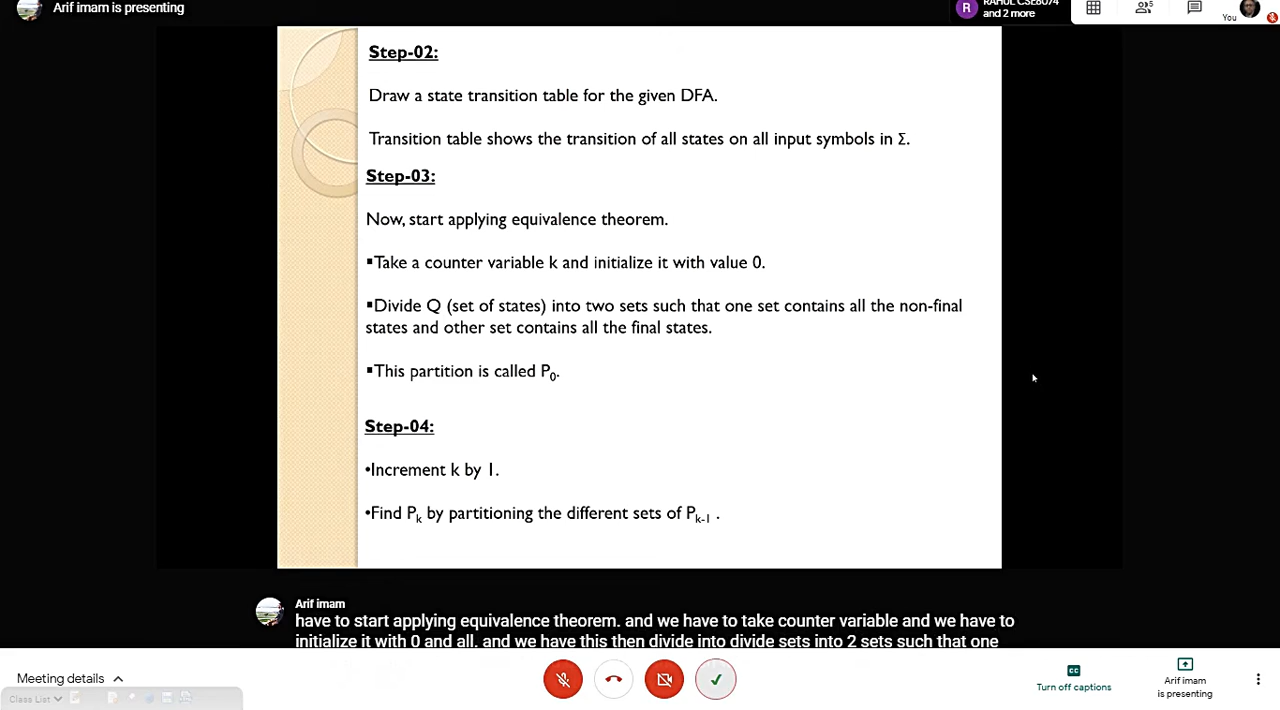 Arif imam is presenting
RAHUL CSE8074
and 2 more
R
5
You
Step-02:
Draw a state transition table for the given DFA.
Transition table shows the transition of all states on all input symbols in Σ.
Step-03:
Now, start applying equivalence theorem.
▪Take a counter variable k and initialize it with value 0.
▪Divide Q (set of states) into two sets such that one set contains all the non-final
states and other set contains all the final states.
▪This partition is called P0.
Step-04:
•Increment k by 1.
•Find Pk by partitioning the different sets of Pk-1 .
Arif imam
have to start applying equivalence theorem. and we have to take counter variable and we have to
initialize it with 0 and all. and we have this then divide into divide sets into 2 sets such that one
Meeting details
Class List
CC
Turn off captions
Arif imam
is presenting